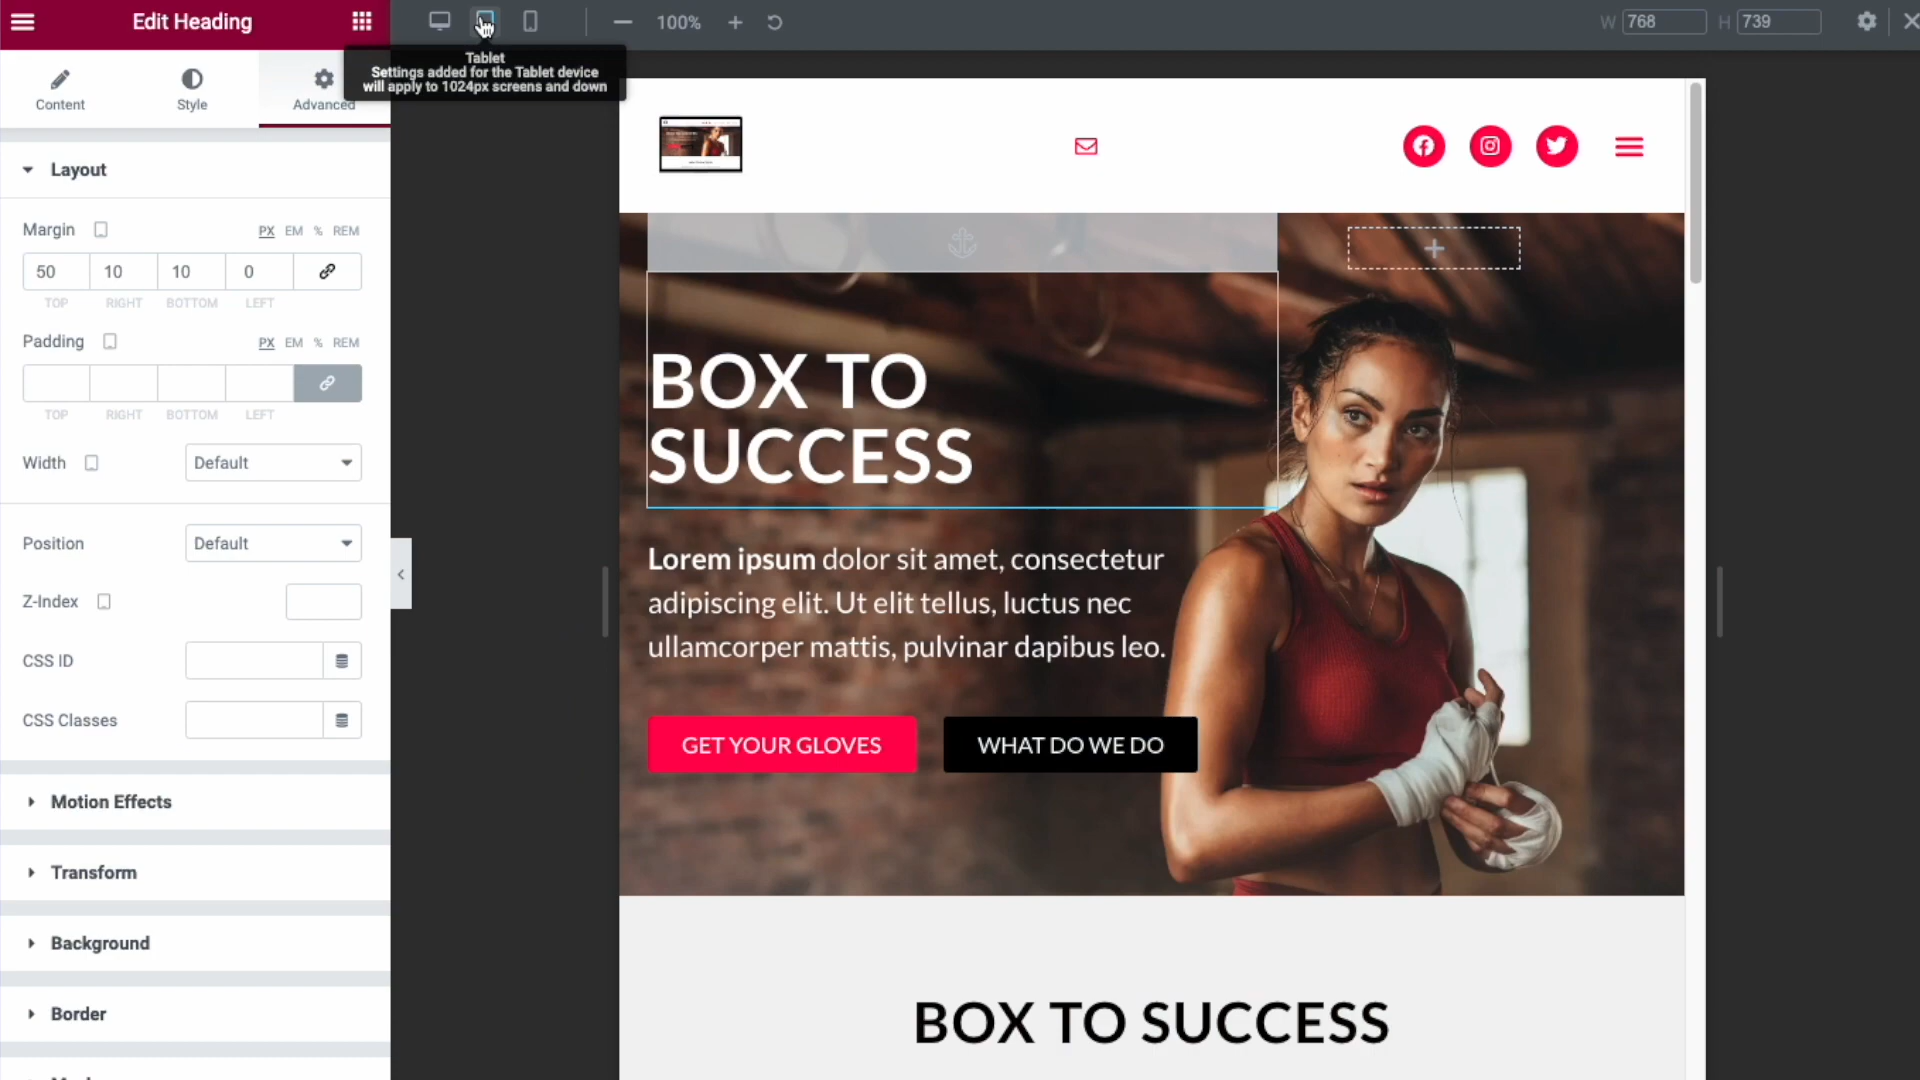 Edit Heading
100%
W 768 H 739
Tablet
Settings added for the Tablet device
will apply to 1024px screens and down
Content Style Advanced
Layout
Margin PX EM % REM
50 10 10 0
TOP RIGHT BOTTOM LEFT
Padding PX EM % REM
TOP RIGHT BOTTOM LEFT
Width Default
Position Default
Z-Index
CSS ID
CSS Classes
Motion Effects
Transform
Background
Border
BOX TO
SUCCESS
Lorem ipsum dolor sit amet, consectetur
adipiscing elit. Ut elit tellus, luctus nec
ullamcorper mattis, pulvinar dapibus leo.
GET YOUR GLOVES WHAT DO WE DO
BOX TO SUCCESS